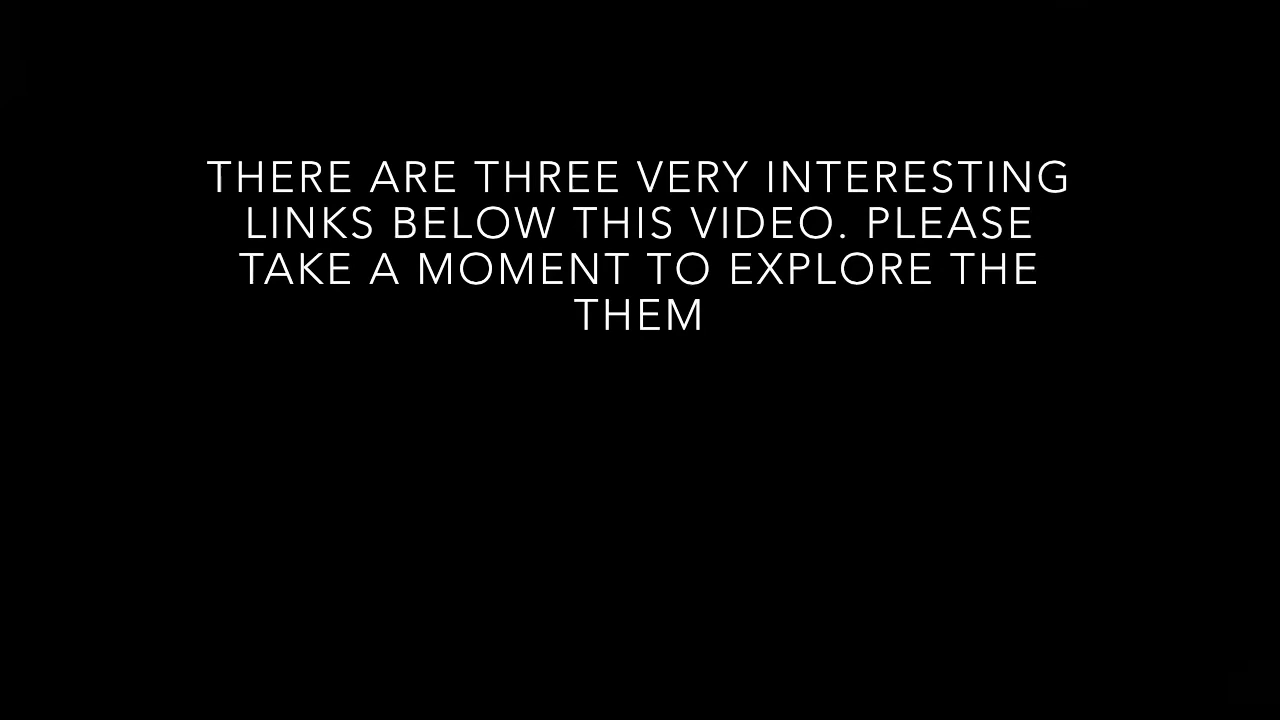 THERE ARE THREE VERY INTERESTING
LINKS BELOW THIS VIDEO. PLEASE
TAKE A MOMENT TO EXPLORE THE
THEM